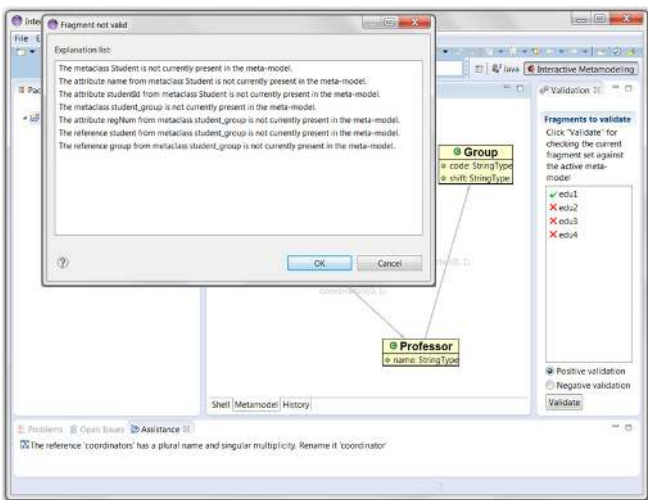 Fragment not valid
File
Explanation list:
The metaclass Student is not currently present in the meta-model.
The attribute name from metaclass Student is not currently present in the meta-model.
The attribute studentId from metaclass Student is not currently present in the meta-model.
The metaclass student_group is not currently present in the meta-model.
The attribute regNum from metaclass student_group is not currently present in the meta-model.
The reference student from metaclass student_group is not currently present in the meta-model.
The reference group from metaclass student_group is not currently present in the meta-model.
OK
Cancel
Java
Interactive Metamodeling
Validation
Fragments to validate
Click "Validate" for
checking the current
fragment set against
the active meta-
model
edu1
edu2
edu3
edu4
Positive validation
Negative validation
Validate
Group
code: StringType
shift: StringType
Professor
name: StringType
Shell
Metamodel
History
Problems
Open Issues
Assistance
The reference 'coordinators' has a plural name and singular multiplicity. Rename it 'coordinator'